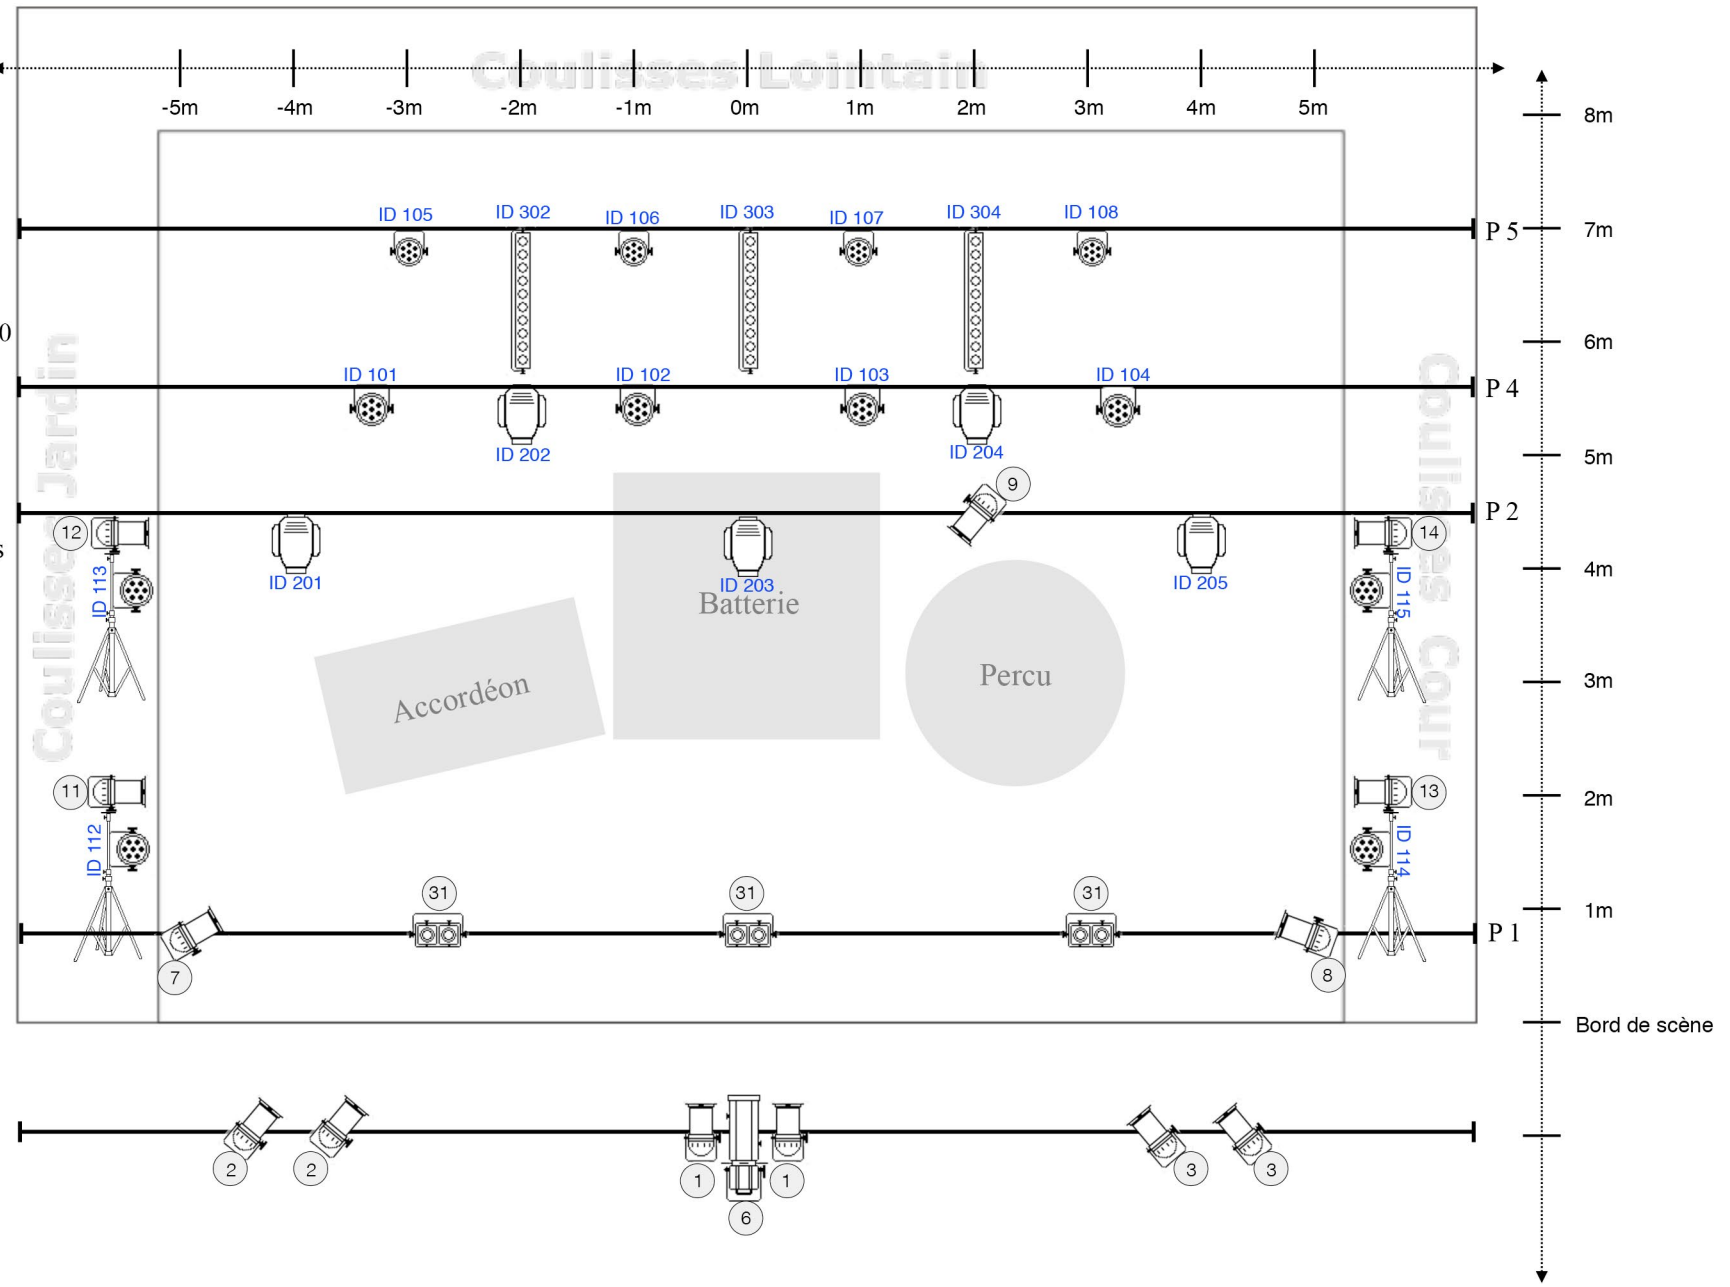 Coulisses Lointain
-5m -4m -3m -2m -1m 0m 1m 2m 3m 4m 5m
8m
ID 105 ID 302 ID 106 ID 303 ID 107 ID 304 ID 108
P 5 7m
0
6m
ID 101 ID 102 ID 103 ID 104
P 4
Coulisses Jardin
Coulisses Cour
ID 202 ID 204
5m
9
P 2
12
14
s
ID 113
ID 201 ID 203 ID 205
ID 115
4m
Batterie
Percu
3m
Accordéon
11
13
2m
ID 112
ID 114
31 31 31
1m
P 1
7
8
Bord de scène
2 2 1 1 3 3
6